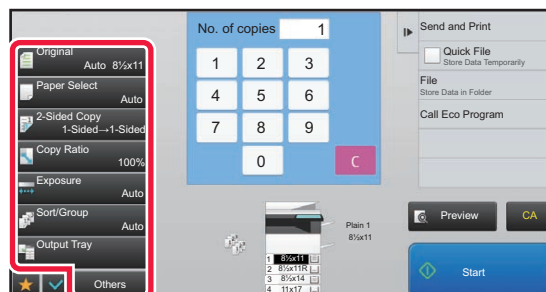 Original
Auto 8½x11
Paper Select
Auto
2-Sided Copy
1-Sided→1-Sided
Copy Ratio
100%
Exposure
Auto
Sort/Group
Auto
Output Tray
Others
No. of copies 1
1 2 3
4 5 6
7 8 9
0 C
Plain 1
8½x11
1 8½x11
2 8½x11R
3 8½x14
4 11x17
Send and Print
Quick File
Store Data Temporarily
File
Store Data in Folder
Call Eco Program
Preview CA
Start